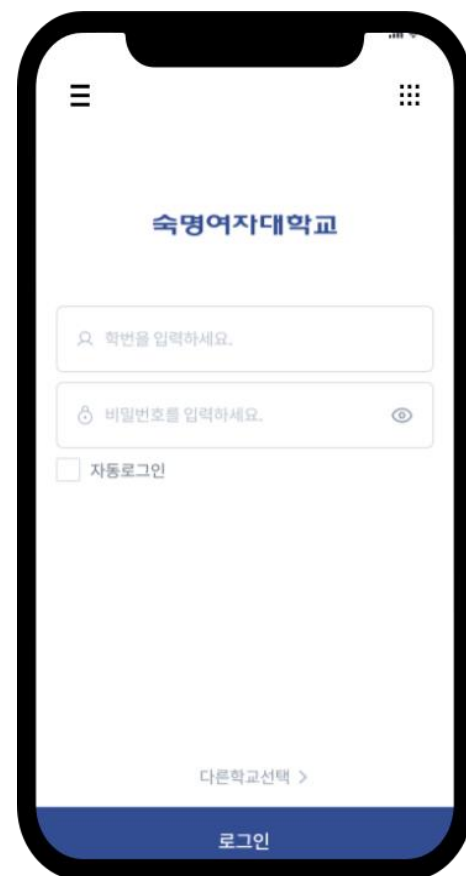 숙명여자대학교
학번을 입력하세요.
비밀번호를 입력하세요.
자동로그인
다른학교선택 >
로그인